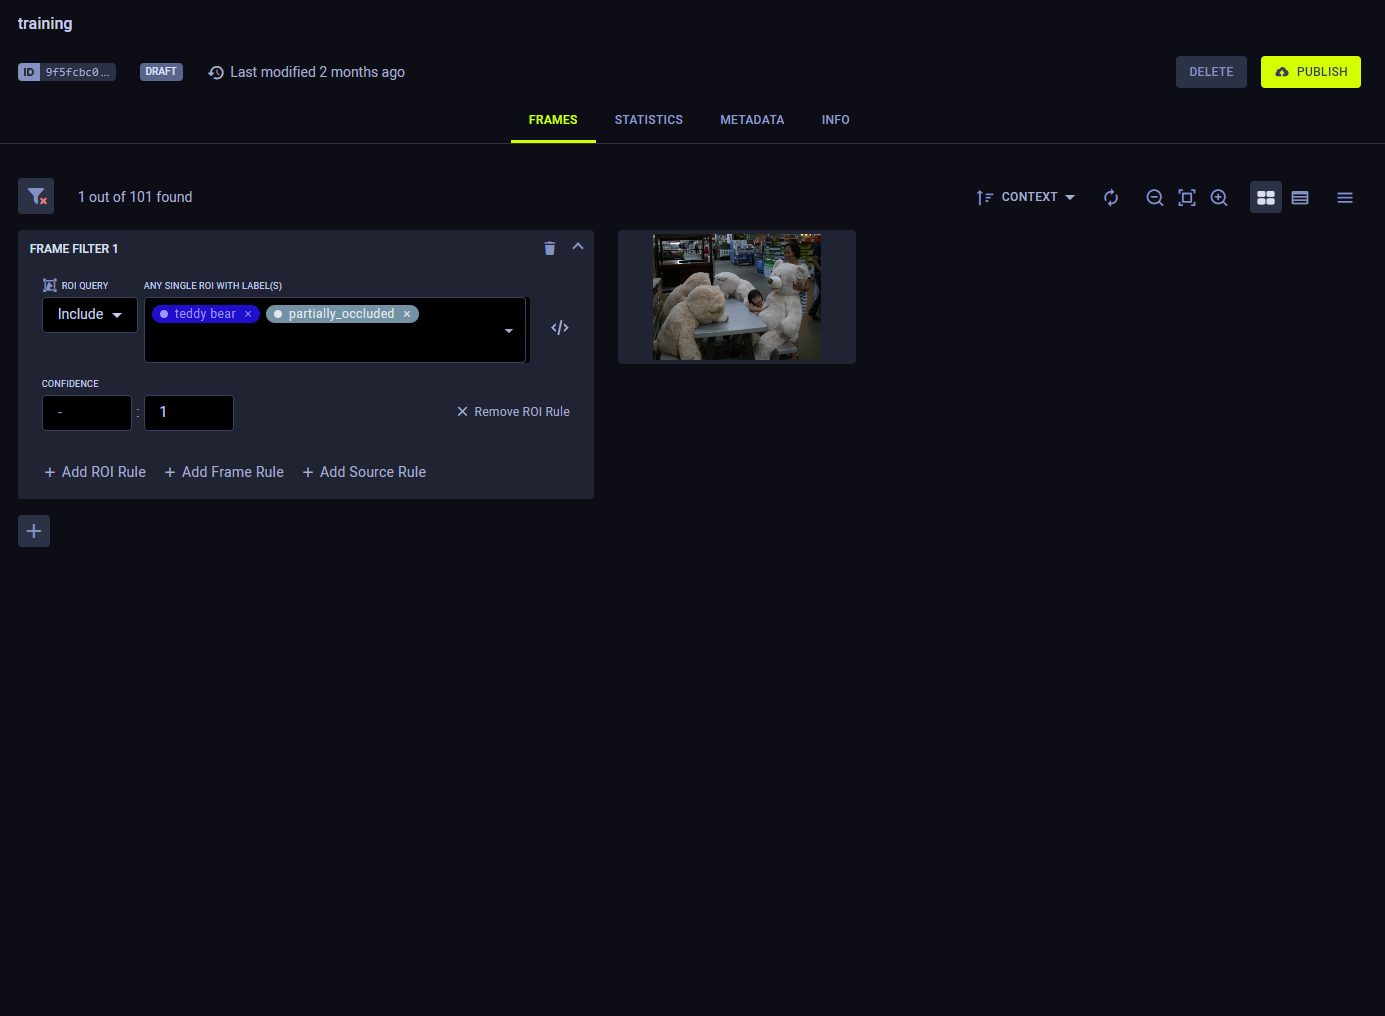 training
ID 9f5fcbc0... DRAFT Last modified 2 months ago DELETE PUBLISH
FRAMES STATISTICS METADATA INFO
1 out of 101 found CONTEXT
FRAME FILTER 1
ROI QUERY ANY SINGLE ROI WITH LABEL(S)
Include teddy bear × partially_occluded × </>
CONFIDENCE
- : 1 × Remove ROI Rule
+ Add ROI Rule + Add Frame Rule + Add Source Rule
+